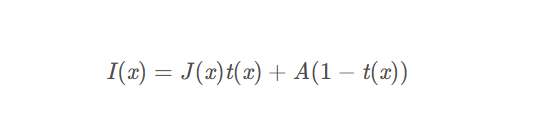 I(x) = J(x)t(x) + A(1 − t(x))